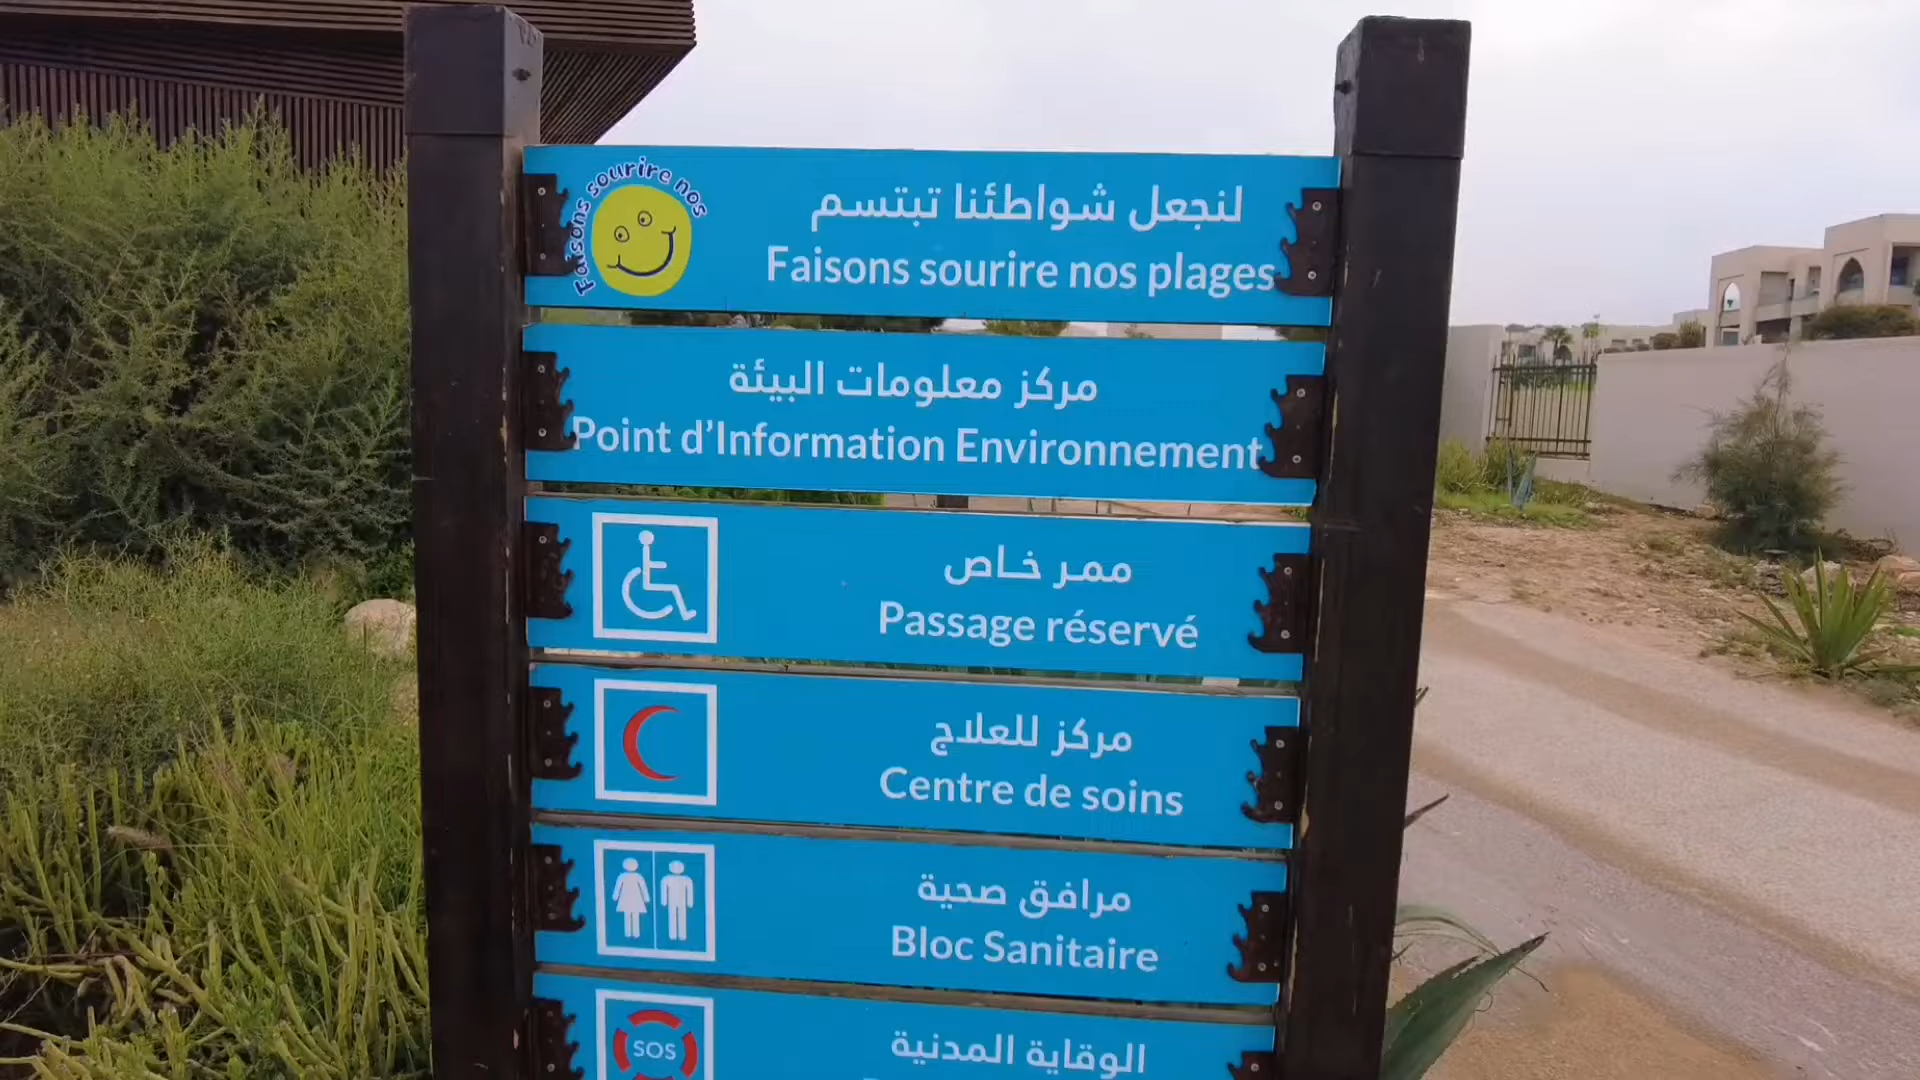 Faisons sourire nos
لنجعل شواطئنا تبتسم
Faisons sourire nos plages
مركز معلومات البيئة
Point d’Information Environnement
ممر خاص
Passage réservé
مركز للعلاج
Centre de soins
مرافق صحية
Bloc Sanitaire
SOS
الوقاية المدنية